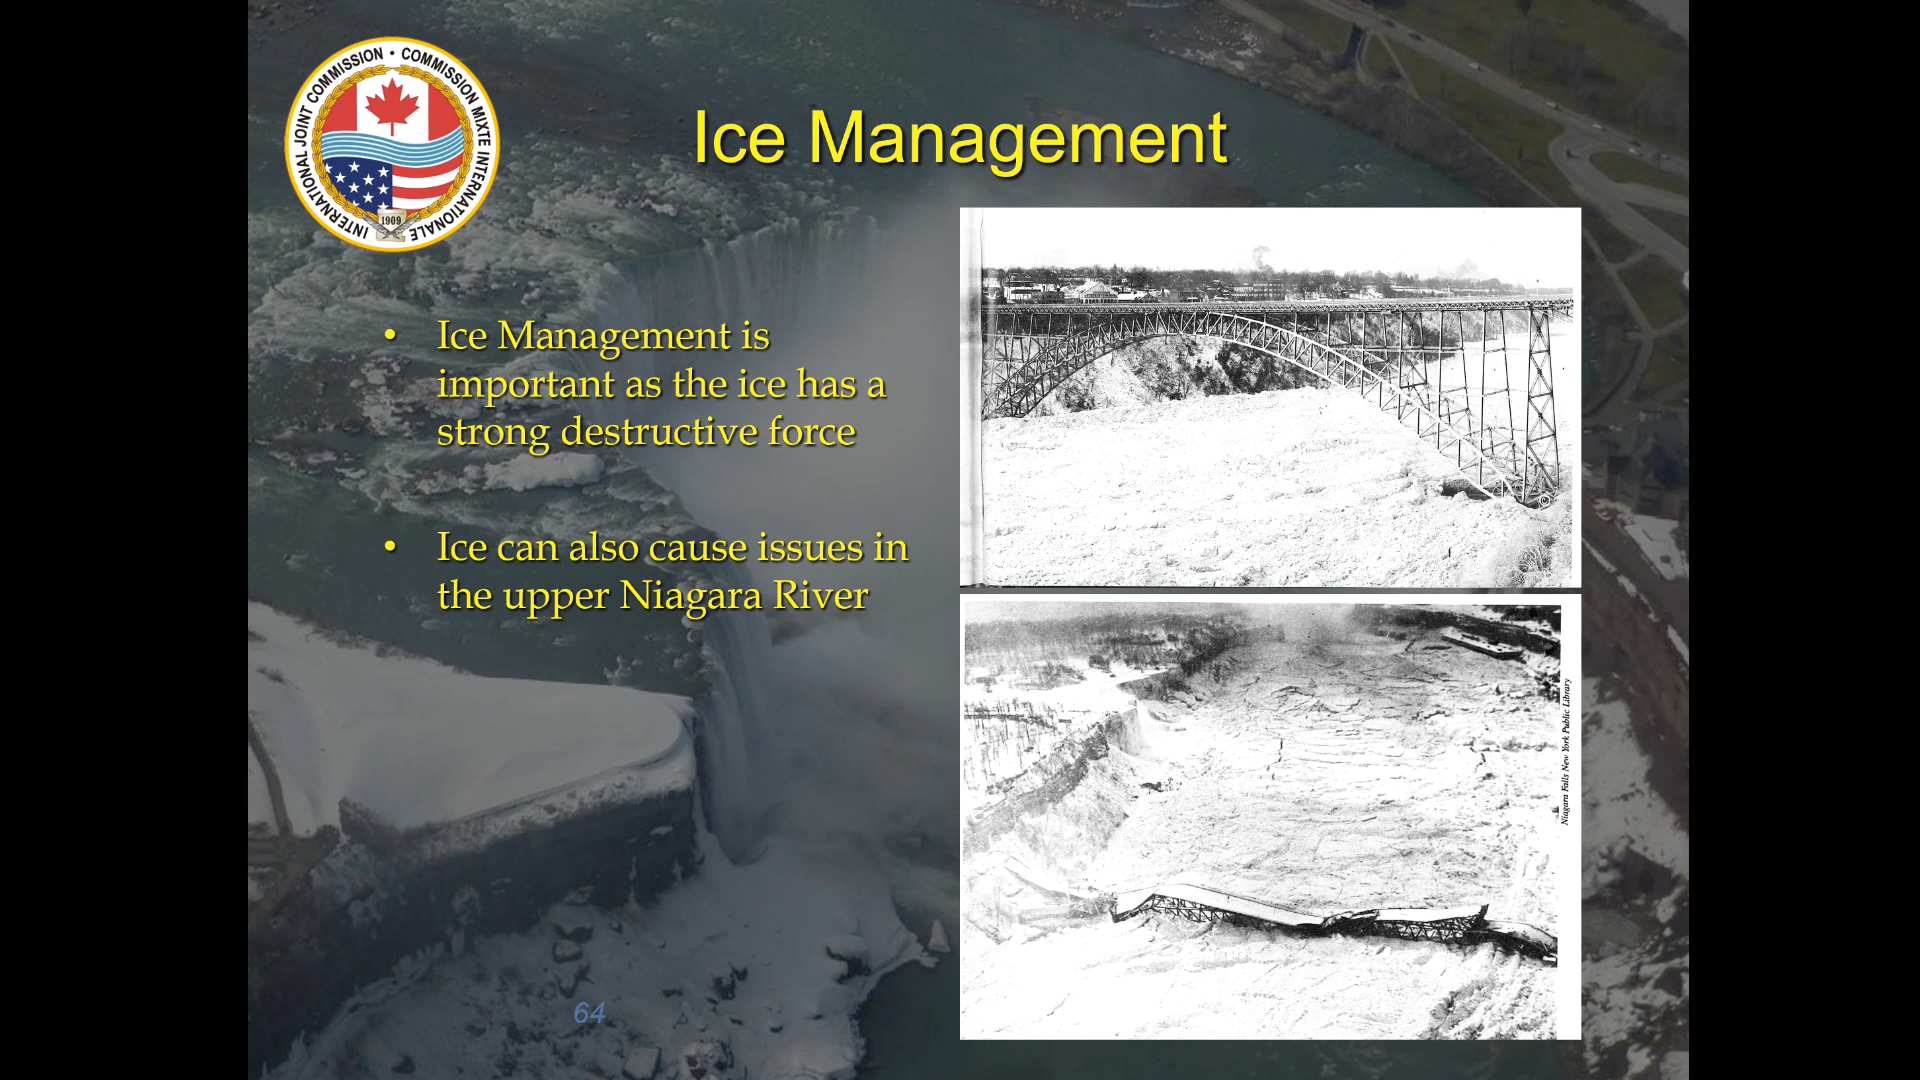 INTERNATIONAL JOINT COMMISSION • COMMISSION MIXTE INTERNATIONALE
1909
Ice Management
• Ice Management is
important as the ice has a
strong destructive force
• Ice can also cause issues in
the upper Niagara River
Niagara Falls New York Public Library
64